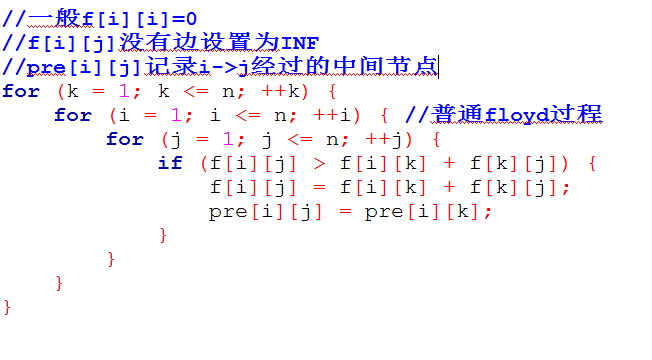 //一般f[i][i]=0
//f[i][j]没有边设置为INF
//pre[i][j]记录i->j经过的中间节点
for (k = 1; k <= n; ++k) {
    for (i = 1; i <= n; ++i) { //普通floyd过程
        for (j = 1; j <= n; ++j) {
            if (f[i][j] > f[i][k] + f[k][j]) {
                f[i][j] = f[i][k] + f[k][j];
                pre[i][j] = pre[i][k];
            }
        }
    }
}